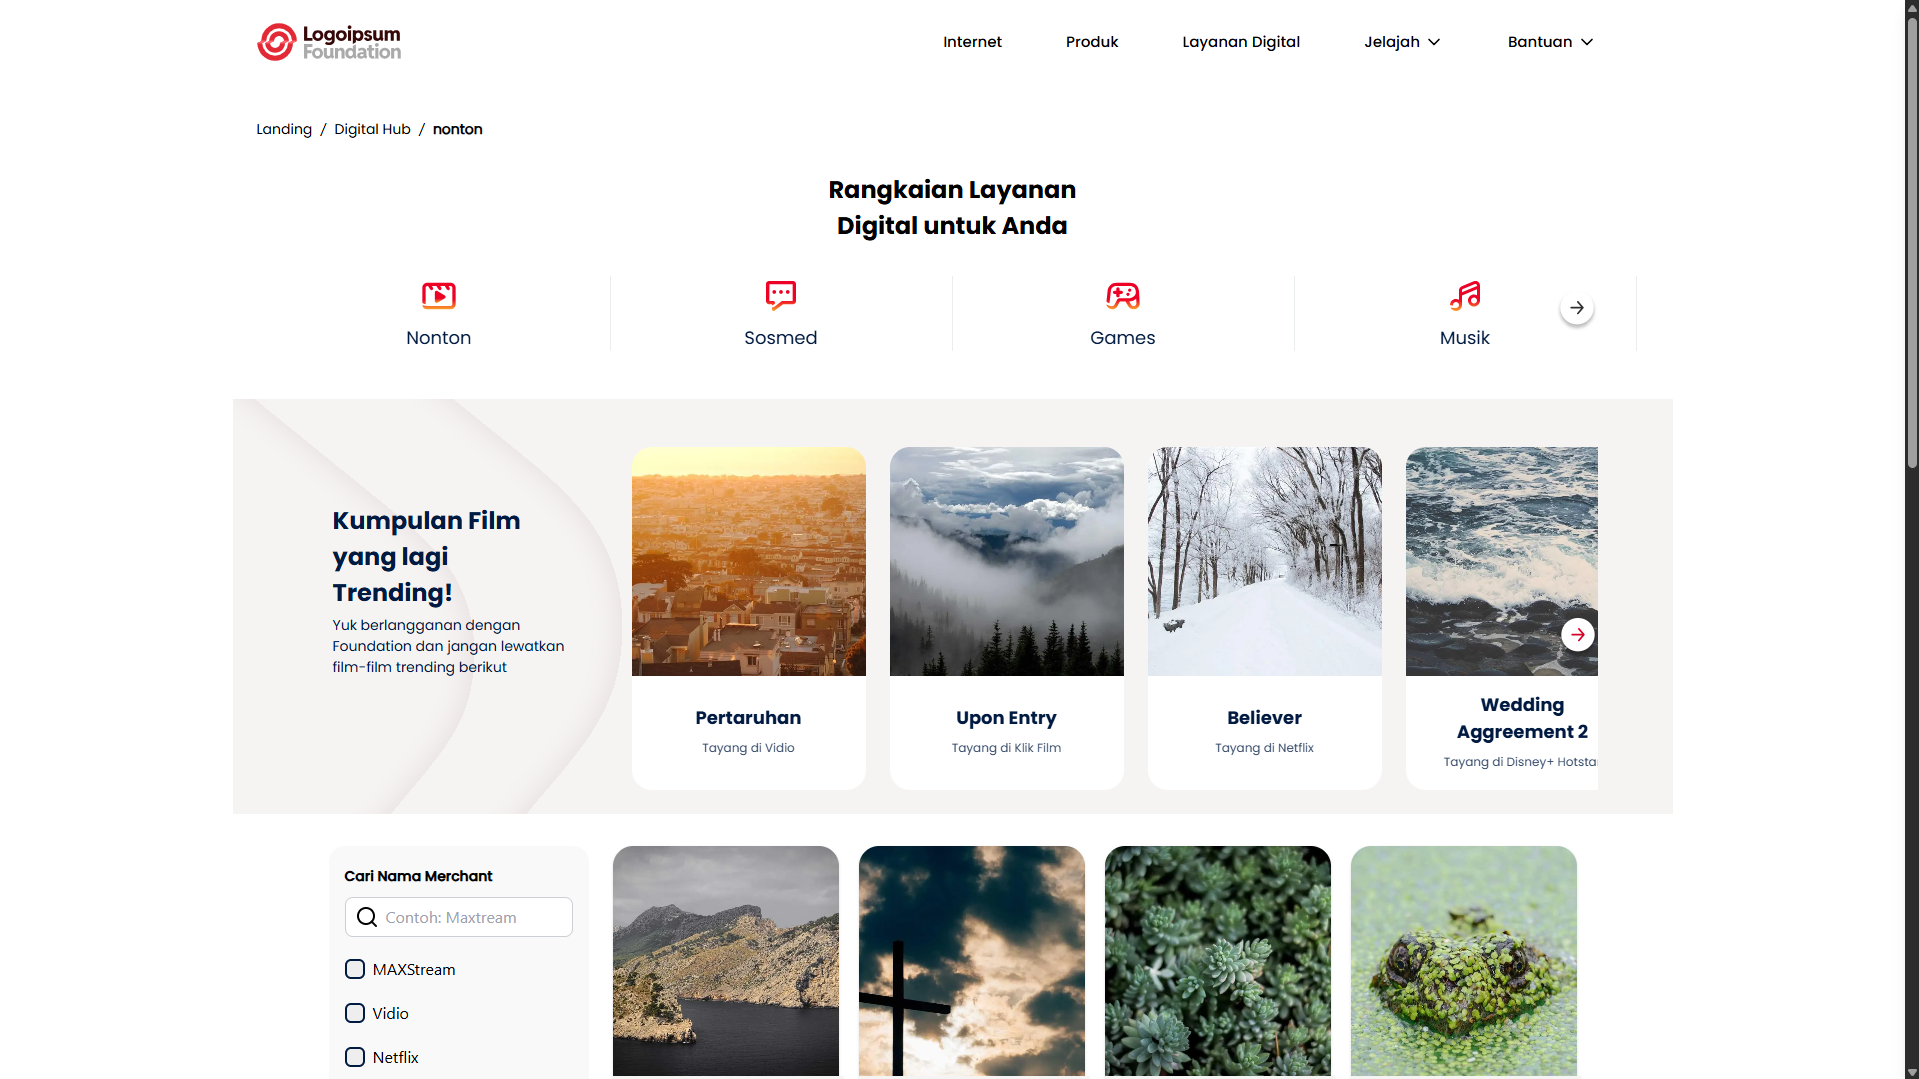 Logoipsum
Foundation
Internet
Produk
Layanan Digital
Jelajah
Bantuan
Landing / Digital Hub / nonton
Rangkaian Layanan
Digital untuk Anda
Nonton
Sosmed
Games
Musik
Kumpulan Film
yang lagi
Trending!
Yuk berlangganan dengan
Foundation dan jangan lewatkan
film-film trending berikut
Pertaruhan
Tayang di Vidio
Upon Entry
Tayang di Klik Film
Believer
Tayang di Netflix
Wedding
Aggreement 2
Tayang di Disney+ Hotstar
Cari Nama Merchant
Contoh: Maxtream
MAXStream
Vidio
Netflix